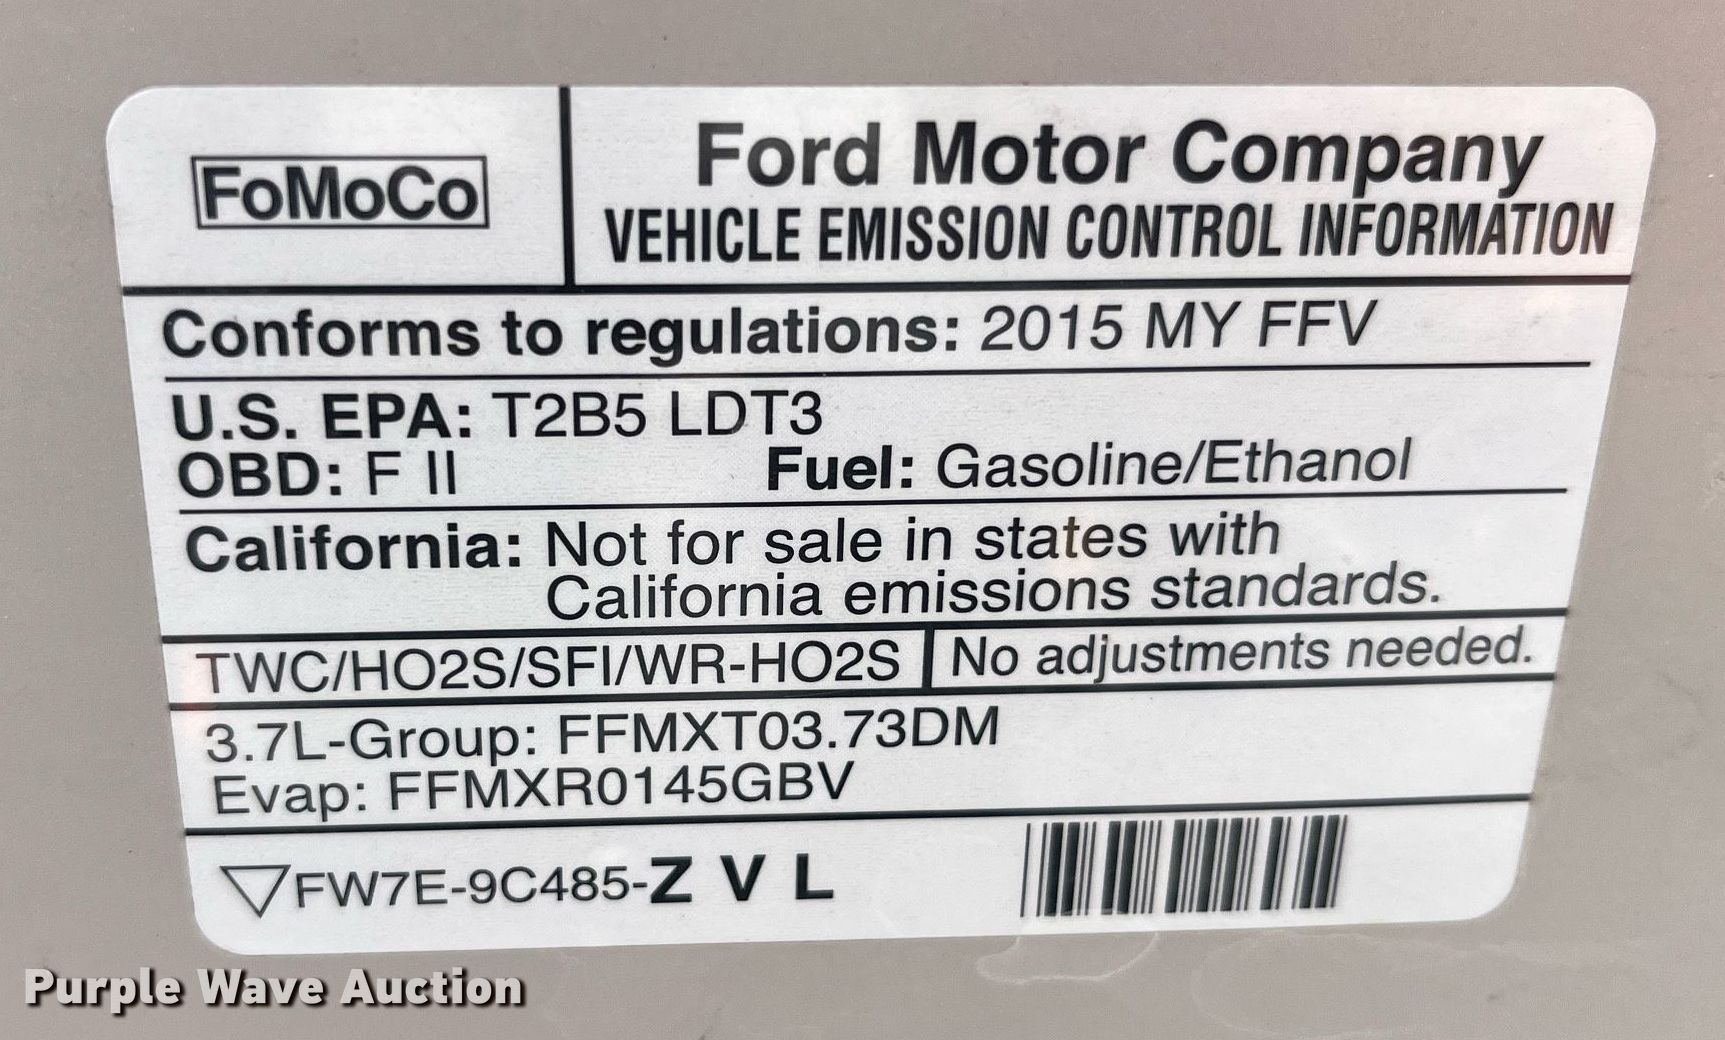 FoMoCo
Ford Motor Company
VEHICLE EMISSION CONTROL INFORMATION
Conforms to regulations: 2015 MY FFV
U.S. EPA: T2B5 LDT3
OBD: F II Fuel: Gasoline/Ethanol
California: Not for sale in states with
California emissions standards.
TWC/HO2S/SFI/WR-HO2S No adjustments needed.
3.7L-Group: FFMXT03.73DM
Evap: FFMXR0145GBV
FW7E-9C485-Z V L
Purple Wave Auction